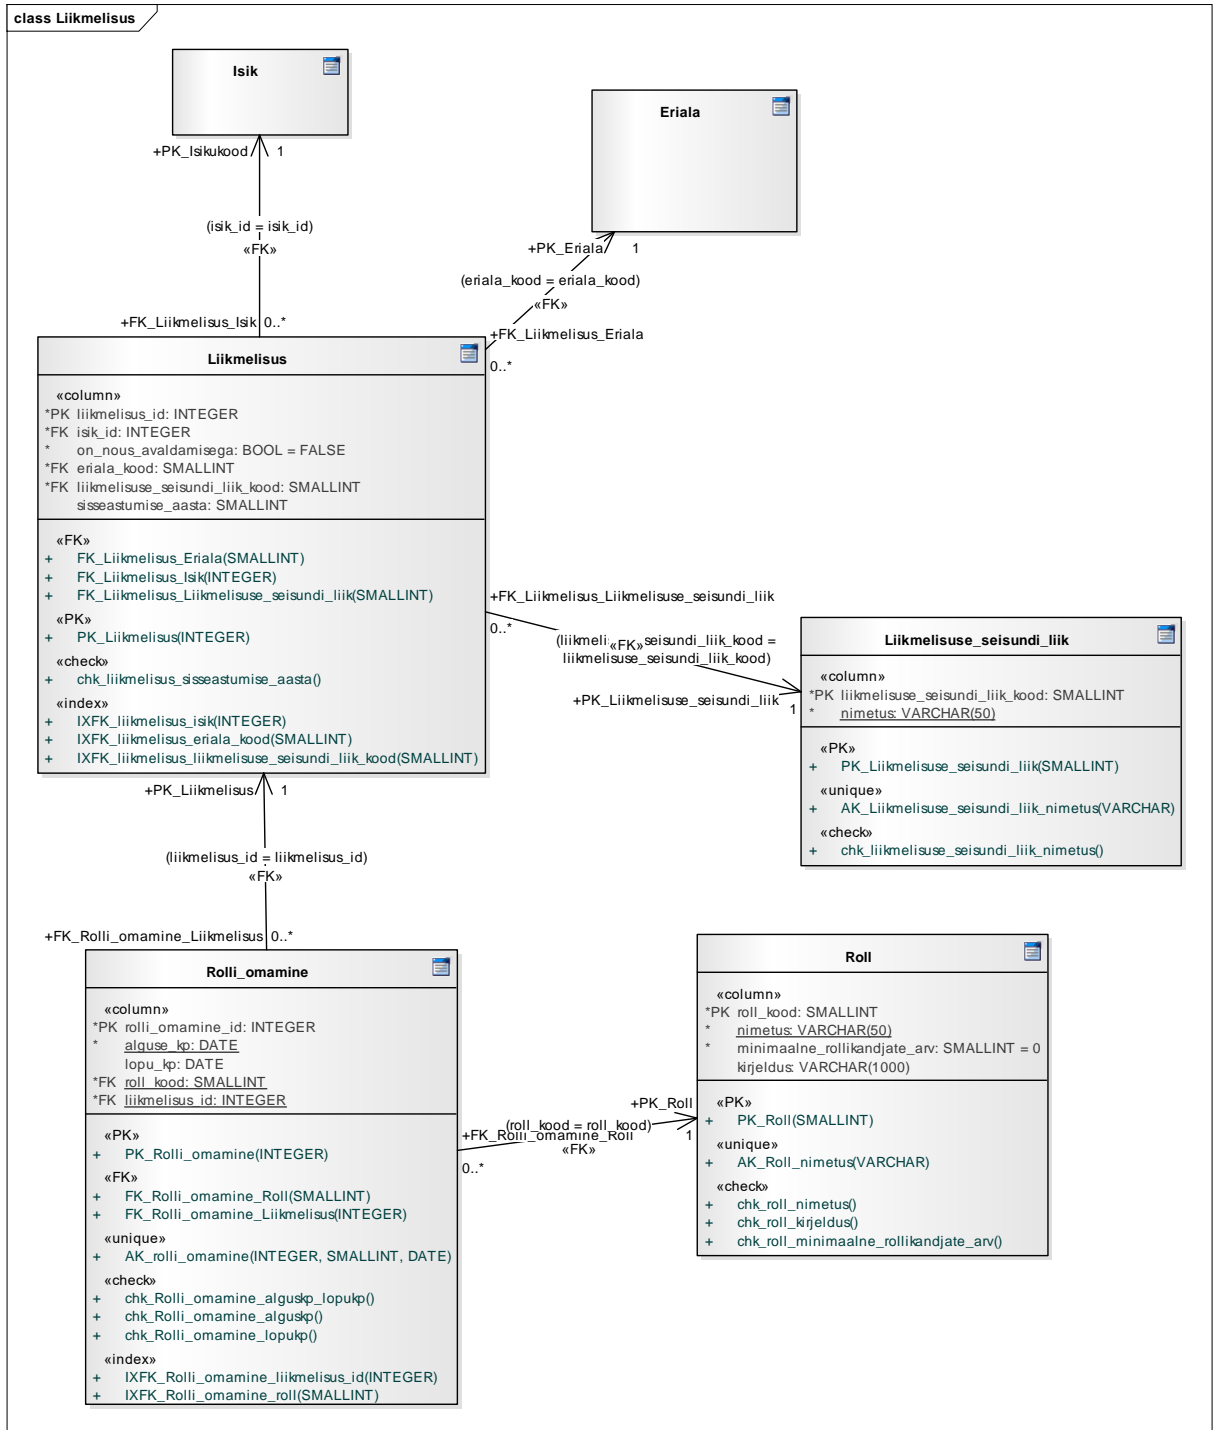 class Liikmelisus
Isik
Eriala
+PK_Isikukood
1
(isik_id = isik_id)
«FK»
+FK_Liikmelisus_Isik
0..*
+PK_Eriala
1
(eriala_kood = eriala_kood)
«FK»
+FK_Liikmelisus_Eriala
0..*
Liikmelisus
«column»
*PK liikmelisus_id: INTEGER
*FK isik_id: INTEGER
* on_nous_avaldamisega: BOOL = FALSE
*FK eriala_kood: SMALLINT
*FK liikmelisuse_seisundi_liik_kood: SMALLINT
sisseastumise_aasta: SMALLINT
«FK»
+ FK_Liikmelisus_Eriala(SMALLINT)
+ FK_Liikmelisus_Isik(INTEGER)
+ FK_Liikmelisus_Liikmelisuse_seisundi_liik(SMALLINT)
«PK»
+ PK_Liikmelisus(INTEGER)
«check»
+ chk_liikmelisus_sisseastumise_aasta()
«index»
+ IXFK_liikmelisus_isik(INTEGER)
+ IXFK_liikmelisus_eriala_kood(SMALLINT)
+ IXFK_liikmelisus_liikmelisuse_seisundi_liik_kood(SMALLINT)
+FK_Liikmelisus_Liikmelisuse_seisundi_liik
0..*
«FK»
seisundi_liik_kood =
liikmelisuse_seisundi_liik_kood)
+PK_Liikmelisuse_seisundi_liik
1
Liikmelisuse_seisundi_liik
«column»
*PK liikmelisuse_seisundi_liik_kood: SMALLINT
* nimetus: VARCHAR(50)
«PK»
+ PK_Liikmelisuse_seisundi_liik(SMALLINT)
«unique»
+ AK_Liikmelisuse_seisundi_liik_nimetus(VARCHAR)
«check»
+ chk_liikmelisuse_seisundi_liik_nimetus()
+PK_Liikmelisus
1
(liikmelisus_id = liikmelisus_id)
«FK»
+FK_Rolli_omamine_Liikmelisus
0..*
Rolli_omamine
«column»
*PK rolli_omamine_id: INTEGER
* alguse_kp: DATE
lopu_kp: DATE
*FK roll_kood: SMALLINT
*FK liikmelisus_id: INTEGER
«PK»
+ PK_Rolli_omamine(INTEGER)
«FK»
+ FK_Rolli_omamine_Roll(SMALLINT)
+ FK_Rolli_omamine_Liikmelisus(INTEGER)
«unique»
+ AK_rolli_omamine(INTEGER, SMALLINT, DATE)
«check»
+ chk_Rolli_omamine_alguskp_lopukp()
+ chk_Rolli_omamine_alguskp()
+ chk_Rolli_omamine_lopukp()
«index»
+ IXFK_Rolli_omamine_liikmelisus_id(INTEGER)
+ IXFK_Rolli_omamine_roll(SMALLINT)
+PK_Roll
1
(roll_kood = roll_kood)
+FK_Rolli_omamine_Roll
«FK»
0..*
Roll
«column»
*PK roll_kood: SMALLINT
* nimetus: VARCHAR(50)
* minimaalne_rollikandjate_arv: SMALLINT = 0
kirjeldus: VARCHAR(1000)
«PK»
+ PK_Roll(SMALLINT)
«unique»
+ AK_Roll_nimetus(VARCHAR)
«check»
+ chk_roll_nimetus()
+ chk_roll_kirjeldus()
+ chk_roll_minimaalne_rollikandjate_arv()